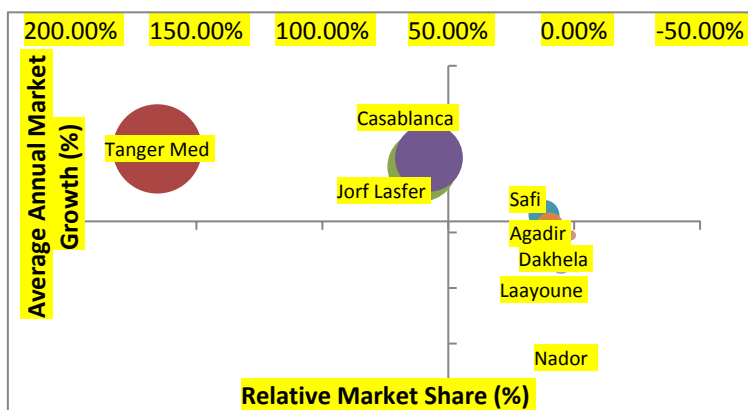 200.00% 150.00% 100.00% 50.00% 0.00% -50.00%
Average Annual Market
Growth (%)
Casablanca
Tanger Med
Jorf Lasfer
Safi
Agadir
Dakhela
Laayoune
Nador
Relative Market Share (%)